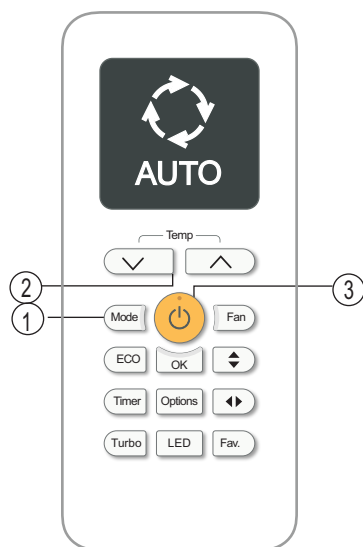 AUTO
Temp
2
3
1
Mode
Fan
ECO
OK
Timer
Options
Turbo
LED
Fav.